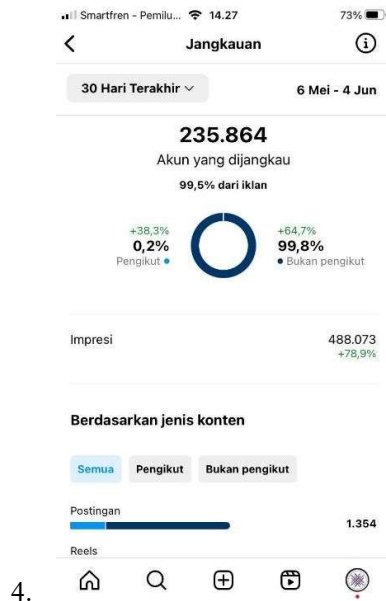 Smartfren - Pemilu... 14.27 73%
Jangkauan
30 Hari Terakhir 6 Mei - 4 Jun
235.864
Akun yang dijangkau
99,5% dari iklan
+38,3%
0,2%
Pengikut
+64,7%
99,8%
Bukan pengikut
Impresi 488.073
+78,9%
Berdasarkan jenis konten
Semua Pengikut Bukan pengikut
Postingan
1.354
Reels
4.